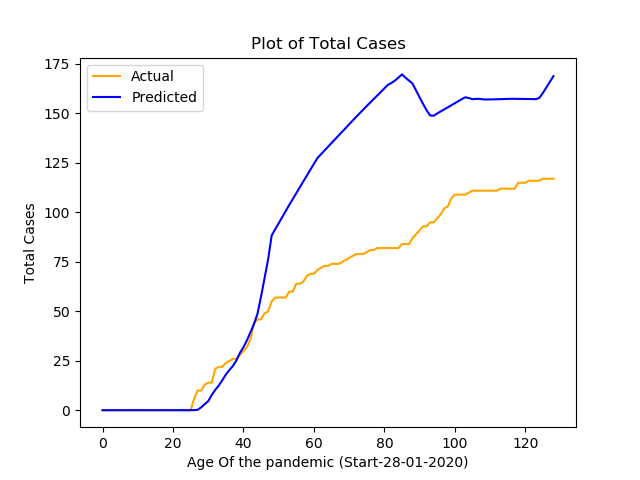 Plot of Total Cases
Actual
Predicted
175
150
125
100
75
50
25
0
Total Cases
0 20 40 60 80 100 120
Age Of the pandemic (Start-28-01-2020)